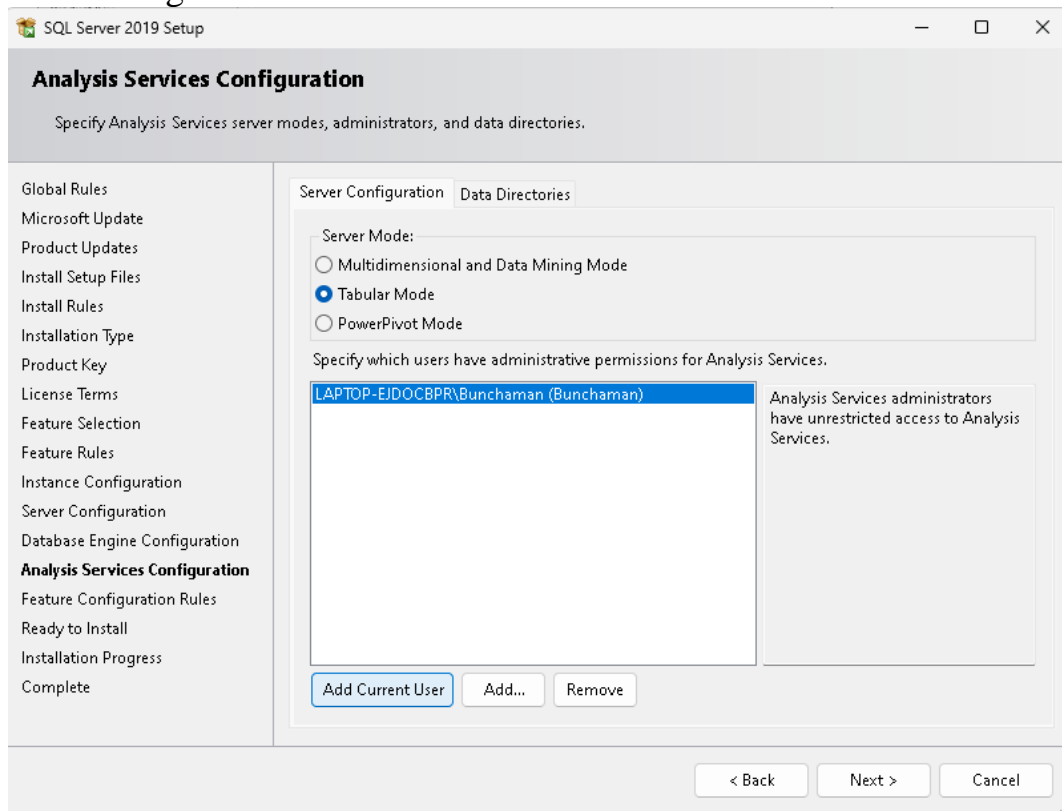 SQL Server 2019 Setup
Analysis Services Configuration
Specify Analysis Services server modes, administrators, and data directories.
Global Rules
Microsoft Update
Product Updates
Install Setup Files
Install Rules
Installation Type
Product Key
License Terms
Feature Selection
Feature Rules
Instance Configuration
Server Configuration
Database Engine Configuration
Analysis Services Configuration
Feature Configuration Rules
Ready to Install
Installation Progress
Complete
Server Configuration
Data Directories
Server Mode:
Multidimensional and Data Mining Mode
Tabular Mode
PowerPivot Mode
Specify which users have administrative permissions for Analysis Services.
LAPTOP-EJDOCBPR\Bunchaman (Bunchaman)
Analysis Services administrators
have unrestricted access to Analysis
Services.
Add Current User
Add...
Remove
< Back
Next >
Cancel